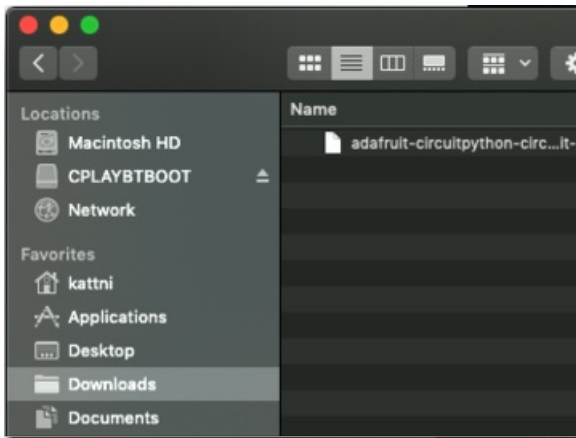 Locations
Name
Macintosh HD
adafruit-circuitpython-circ...it-
CPLAYBTBOOT
Network
Favorites
kattni
Applications
Desktop
Downloads
Documents